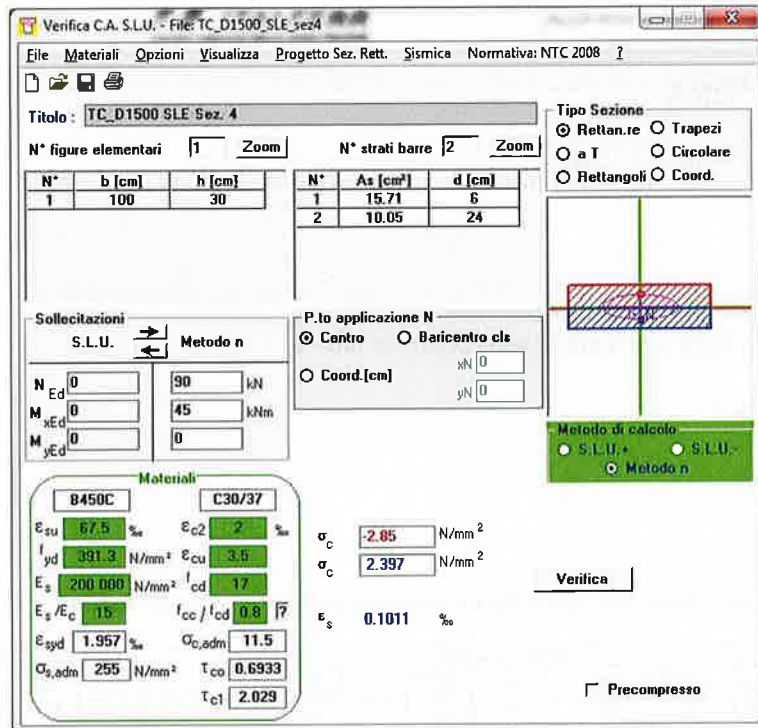 Verifica C.A. S.L.U. - File: TC_D1500_SLE_sez4
File Materiali Opzioni Visualizza Progetto Sez. Rett. Sismica Normativa: NTC 2008 ?
Titolo : TC_D1500 SLE Sez. 4
N* figure elementari 1 Zoom
N* strati barre 2 Zoom
N* b [cm] h [cm]
1 100 30
N* As [cm²] d [cm]
1 15.71 6
2 10.05 24
Tipo Sezione
Rettan.re Trapezi
a T Circolare
Rettangoli Coord.
Sollecitazioni
S.L.U. Metodo n
N Ed 0 90 kN
M xEd 0 45 kNm
M yEd 0 0
P.to applicazione N
Centro Baricentro cls
Coord.[cm]
xN 0
yN 0
N
Metodo di calcolo
S.L.U.+ S.L.U.-
Metodo n
Materiali
B450C C30/37
εsu 67.5 ‰ εc2 2 ‰
fyd 391.3 N/mm² εcu 3.5
Es 200 000 N/mm² fcd 17
Es /Ec 15 fcc / fcd 0.8 ?
εsyd 1.957 ‰ σc,adm 11.5
σs,adm 255 N/mm² τco 0.6933
τc1 2.029
σc -2.85 N/mm²
σc 2.397 N/mm²
εs 0.1011 ‰
Verifica
Precompresso